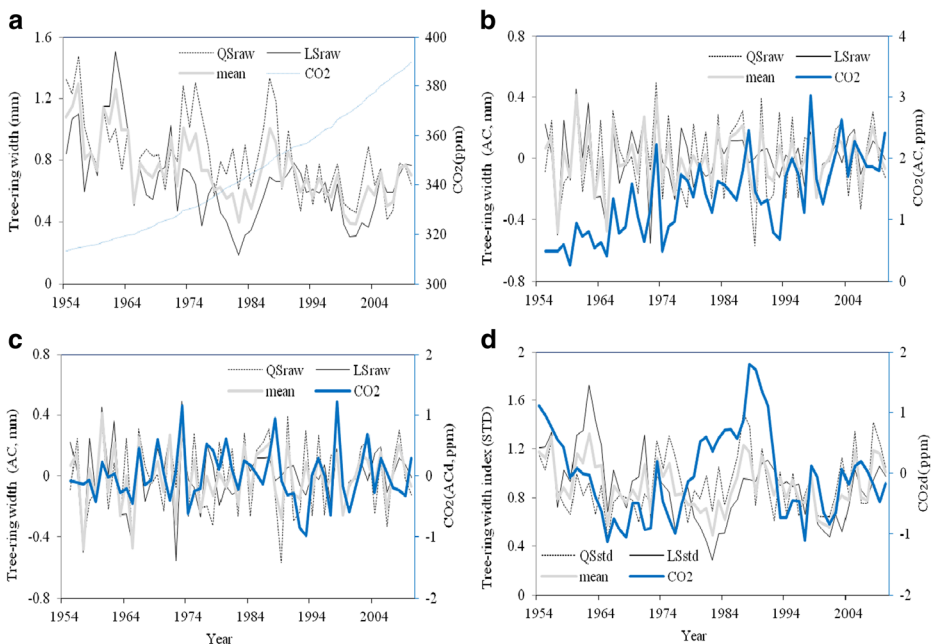 a
1.6
1.2
0.8
0.4
0
Tree-ring width (mm)
QSraw
LSraw
mean
CO2
400
380
360
340
320
300
CO2(ppm)
1954 1964 1974 1984 1994 2004
b
0.8
0.4
0
-0.4
-0.8
Tree-ring width (AC, mm)
QSraw
LSraw
mean
CO2
4
3
2
1
0
CO2(AC, ppm)
1954 1964 1974 1984 1994 2004
c
0.8
0.4
0
-0.4
-0.8
Tree-ring width (AC, mm)
QSraw
LSraw
mean
CO2
2
1
0
-1
-2
CO2(ACd, ppm)
1954 1964 1974 1984 1994 2004
Year
d
2
1.6
1.2
0.8
0.4
0
Tree-ring width index (STD)
QSstd
LSstd
mean
CO2
2
1
0
-1
-2
CO2d(ppm)
1954 1964 1974 1984 1994 2004
Year